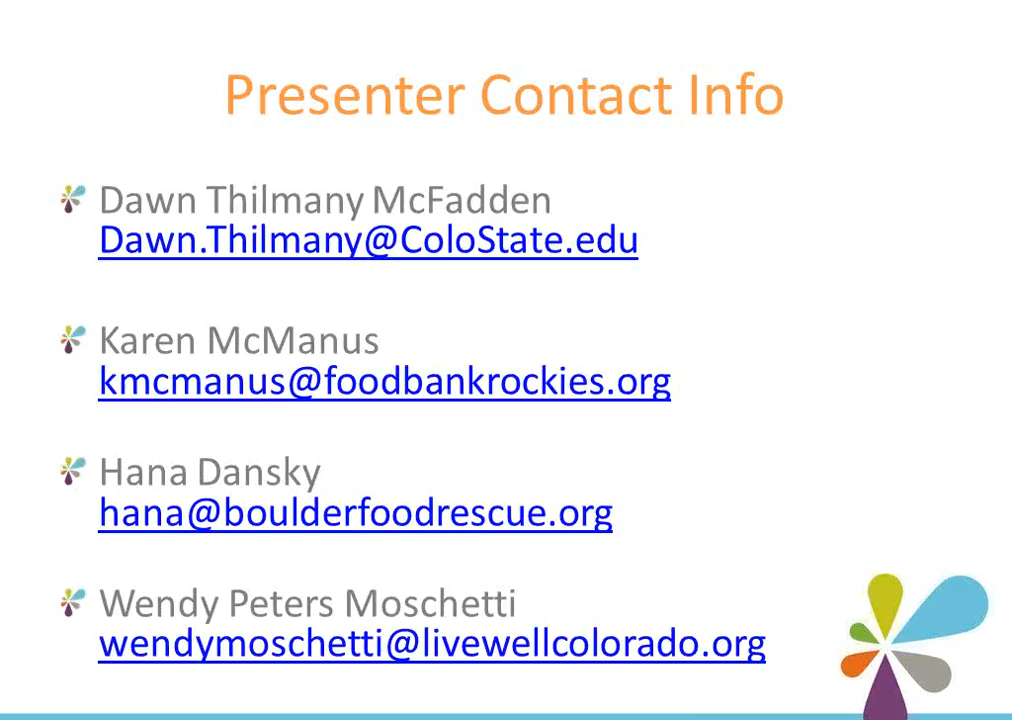 Presenter Contact Info
Dawn Thilmany McFadden
Dawn.Thilmany@ColoState.edu
Karen McManus
kmcmanus@foodbankrockies.org
Hana Dansky
hana@boulderfoodrescue.org
Wendy Peters Moschetti
wendymoschetti@livewellcolorado.org